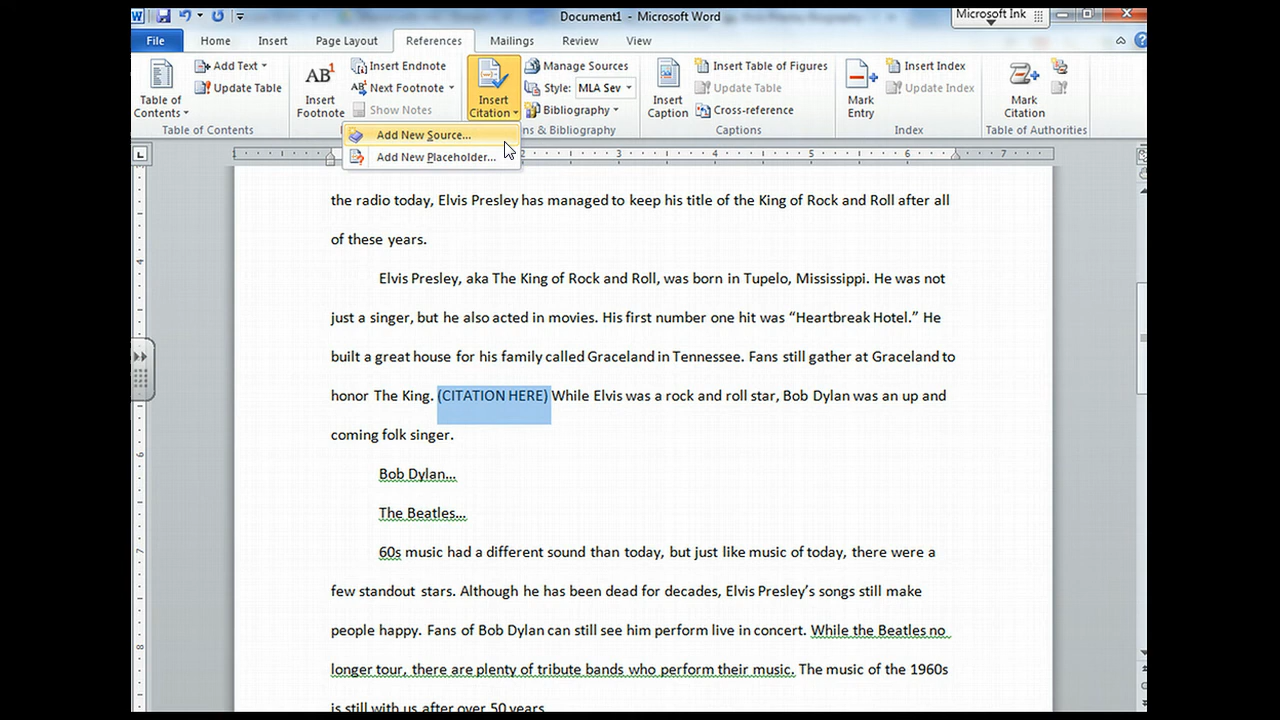 Document1 - Microsoft Word
Microsoft Ink
File Home Insert Page Layout References Mailings Review View
Table of Contents
Add Text
Update Table
Table of Contents
AB1
Insert Footnote
Insert Endnote
AB1 Next Footnote
Show Notes
Insert Citation
Manage Sources
Style: MLA Sev
Bibliography
ns & Bibliography
Insert Caption
Insert Table of Figures
Update Table
Cross-reference
Captions
Mark Entry
Insert Index
Update Index
Index
Mark Citation
Table of Authorities
Add New Source...
Add New Placeholder...
1 2 3 4 5 6 7
the radio today, Elvis Presley has managed to keep his title of the King of Rock and Roll after all
of these years.
Elvis Presley, aka The King of Rock and Roll, was born in Tupelo, Mississippi. He was not
just a singer, but he also acted in movies. His first number one hit was “Heartbreak Hotel.” He
built a great house for his family called Graceland in Tennessee. Fans still gather at Graceland to
honor The King. (CITATION HERE) While Elvis was a rock and roll star, Bob Dylan was an up and
coming folk singer.
Bob Dylan…
The Beatles…
60s music had a different sound than today, but just like music of today, there were a
few standout stars. Although he has been dead for decades, Elvis Presley’s songs still make
people happy. Fans of Bob Dylan can still see him perform live in concert. While the Beatles no
longer tour, there are plenty of tribute bands who perform their music. The music of the 1960s
is still with us after over 50 years.